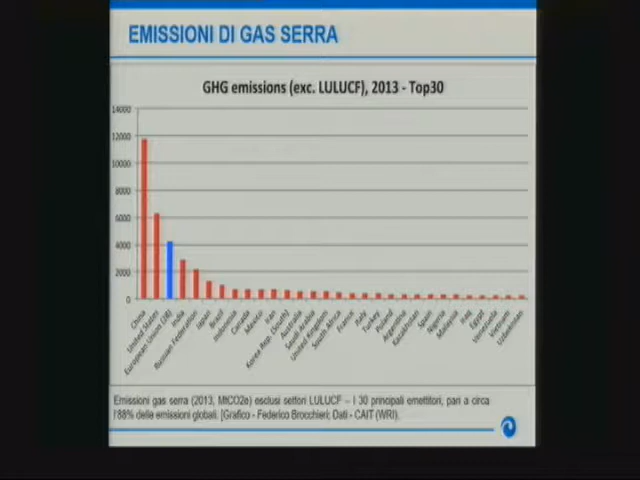 EMISSIONI DI GAS SERRA
GHG emissions (exc. LULUCF), 2013 - Top30
14000
12000
10000
8000
6000
4000
2000
0
China
United States
European Union (28)
India
Russian Federation
Japan
Brazil
Indonesia
Canada
Mexico
Iran
Korea Rep. (South)
Australia
Saudi Arabia
United Kingdom
South Africa
France
Italy
Turkey
Poland
Argentina
Kazakhstan
Spain
Nigeria
Malaysia
Iraq
Egypt
Venezuela
Vietnam
Uzbekistan
Emissioni gas serra (2013, MtCO2e) esclusi settori LULUCF – I 30 principali emettitori, pari a circa
l'88% delle emissioni globali. [Grafico - Federico Brocchieri; Dati - CAIT (WRI).